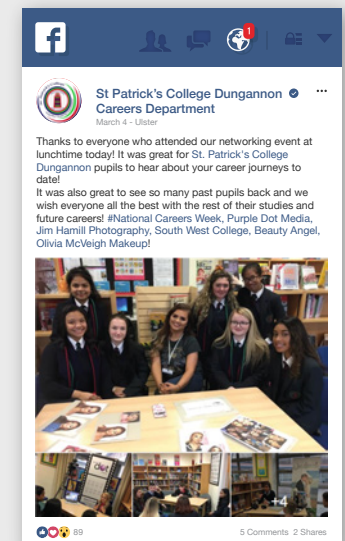 f
1
St Patrick's College Dungannon
Careers Department
March 4 - Ulster
Thanks to everyone who attended our networking event at
lunchtime today! It was great for St. Patrick's College
Dungannon pupils to hear about your career journeys to
date!
It was also great to see so many past pupils back and we
wish everyone all the best with the rest of their studies and
future careers! #National Careers Week, Purple Dot Media,
Jim Hamill Photography, South West College, Beauty Angel,
Olivia McVeigh Makeup!
dot
+4
89
5 Comments 2 Shares